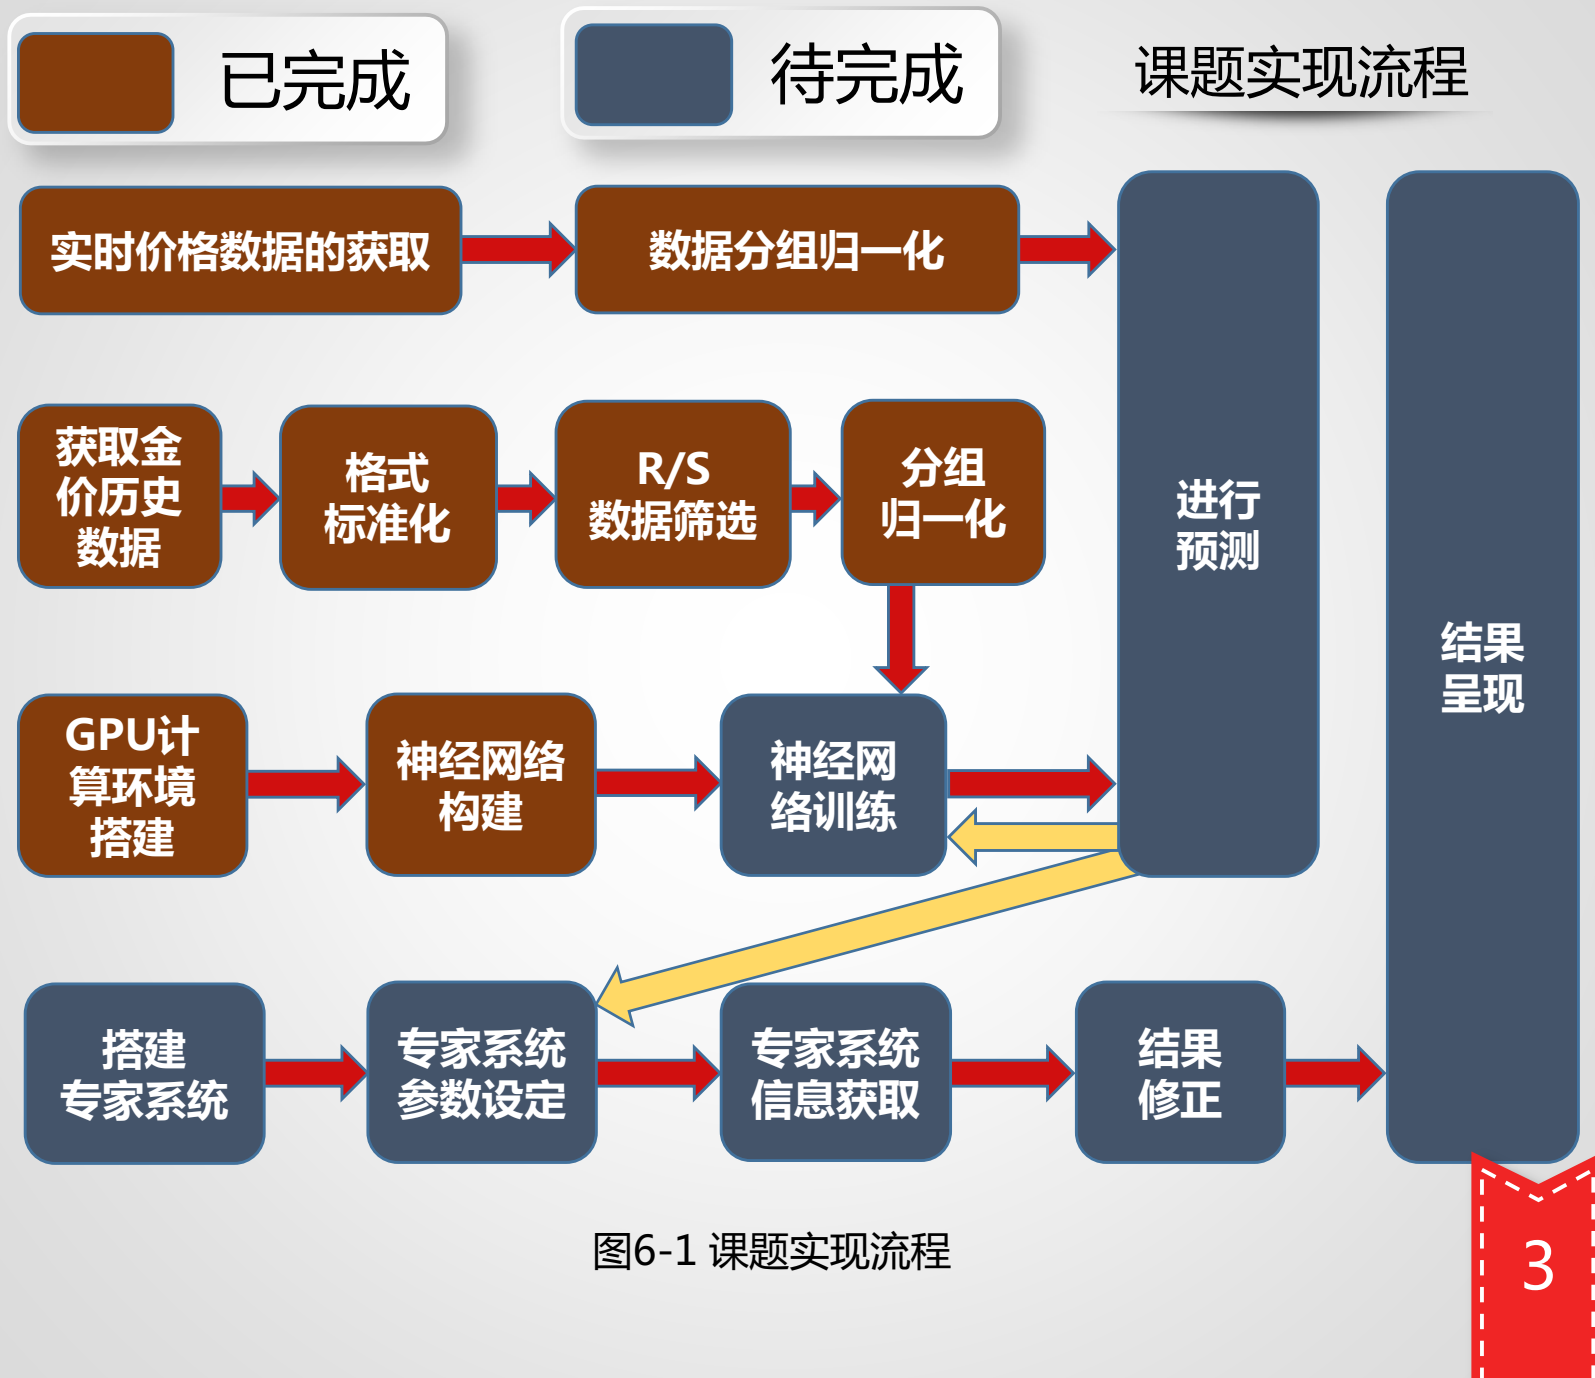 已完成
待完成
课题实现流程
实时价格数据的获取
数据分组归一化
获取金
价历史
数据
格式
标准化
R/S
数据筛选
分组
归一化
进行
预测
结果
呈现
GPU计
算环境
搭建
神经网络
构建
神经网
络训练
搭建
专家系统
专家系统
参数设定
专家系统
信息获取
结果
修正
图6-1 课题实现流程
3